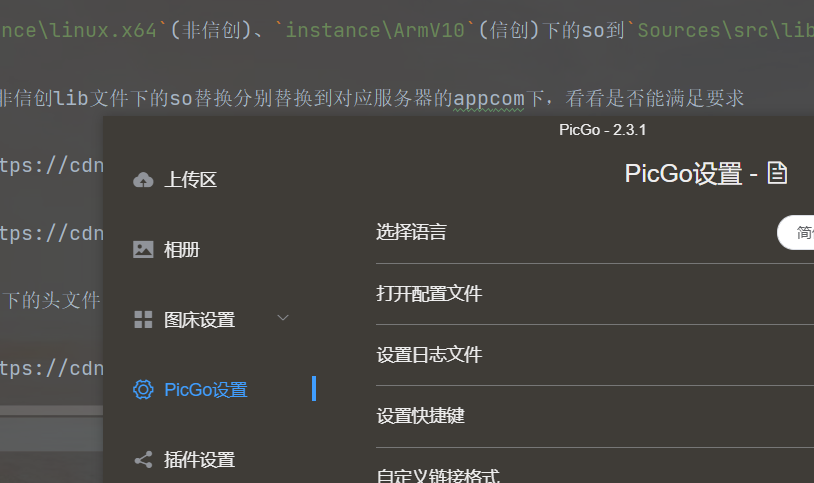 nce\linux.x64`(非信创)、`instance\ArmV10`(信创)下的so到`Sources\src\lib
非信创lib文件下的so替换分别替换到对应服务器的appcom下，看看是否能满足要求
PicGo - 2.3.1
tps://cdn
上传区
PicGo设置 -
tps://cdn
相册
选择语言
简
下的头文件
图床设置
打开配置文件
tps://cdn
PicGo设置
设置日志文件
设置快捷键
插件设置
自定义链接格式